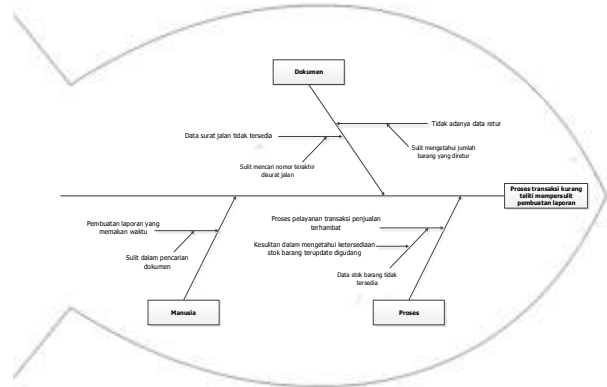 Dokumen
Tidak adanya data retur
Data surat jalan tidak tersedia
Sulit mengetahui jumlah
barang yang diretur
Sulit mencari nomor terakhir
disurat jalan
Proses transaksi kurang
teliti mempersulit
pembuatan laporan
Pembuatan laporan yang
memakan waktu
Sulit dalam pencarian
dokumen
Proses pelayanan transaksi penjualan
terhambat
Kesulitan dalam mengetahui ketersediaan
stok barang terupdate digudang
Data stok barang tidak
tersedia
Manusia
Proses